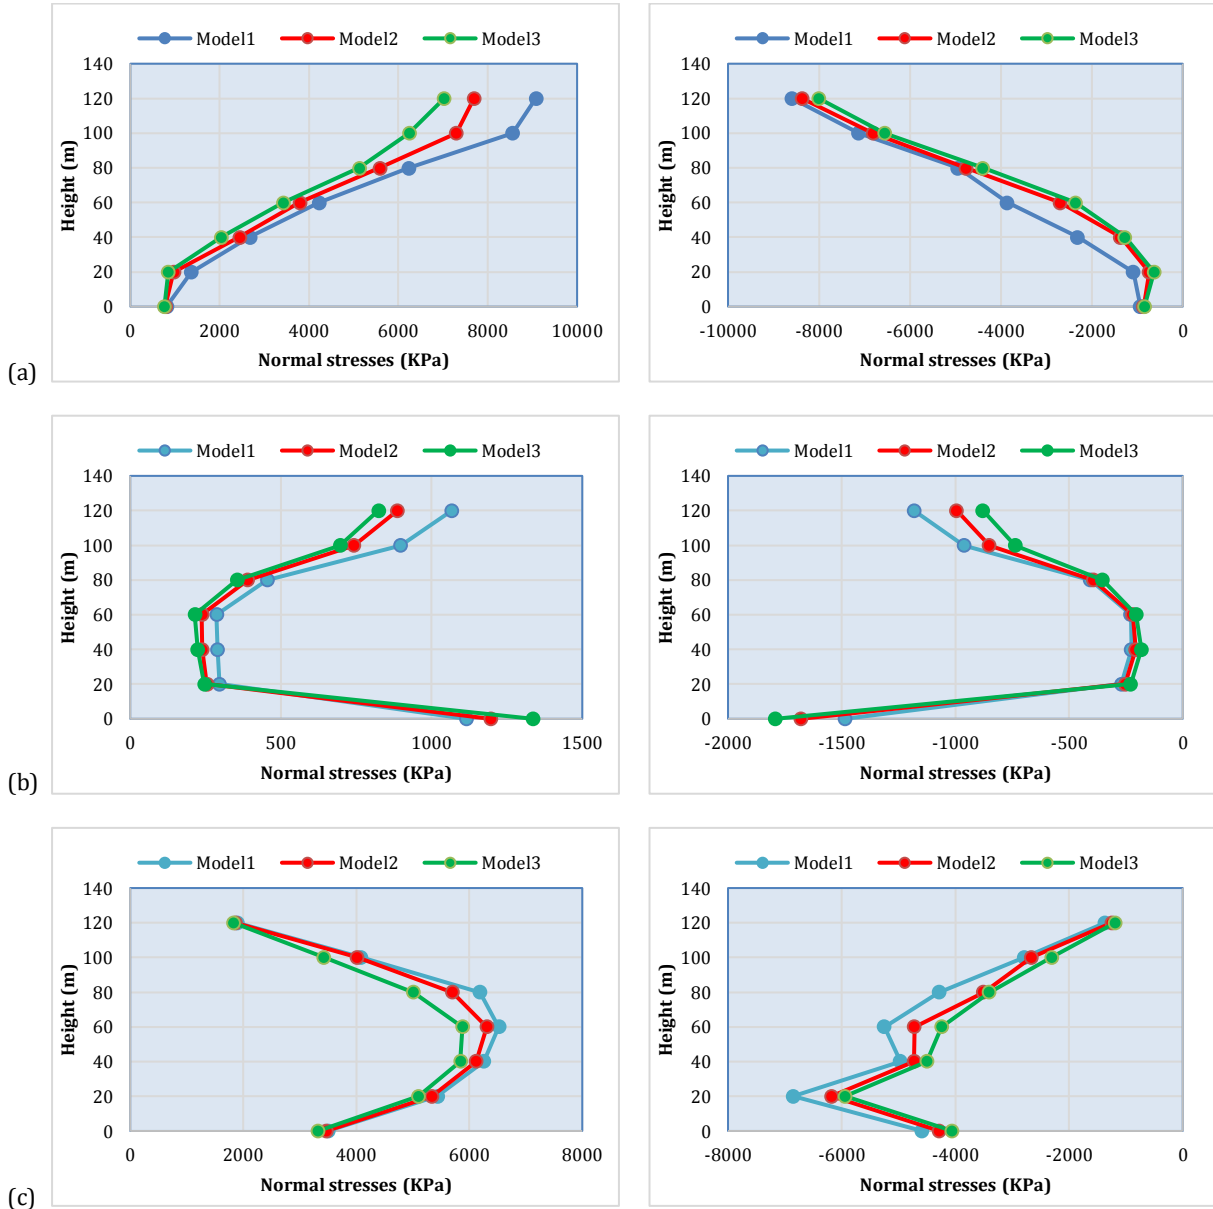 Model1 Model2 Model3
140
120
100
80
60
40
20
0
Height (m)
0 2000 4000 6000 8000 10000
Normal stresses (KPa)
Model1 Model2 Model3
140
120
100
80
60
40
20
0
Height (m)
-10000 -8000 -6000 -4000 -2000 0
Normal stresses (KPa)
(a)
Model1 Model2 Model3
140
120
100
80
60
40
20
0
Height (m)
0 500 1000 1500
Normal stresses (KPa)
Model1 Model2 Model3
140
120
100
80
60
40
20
0
Height (m)
-2000 -1500 -1000 -500 0
Normal stresses (KPa)
(b)
Model1 Model2 Model3
140
120
100
80
60
40
20
0
Height (m)
0 2000 4000 6000 8000
Normal stresses (KPa)
Model1 Model2 Model3
140
120
100
80
60
40
20
0
Height (m)
-8000 -6000 -4000 -2000 0
Normal stresses (KPa)
(c)